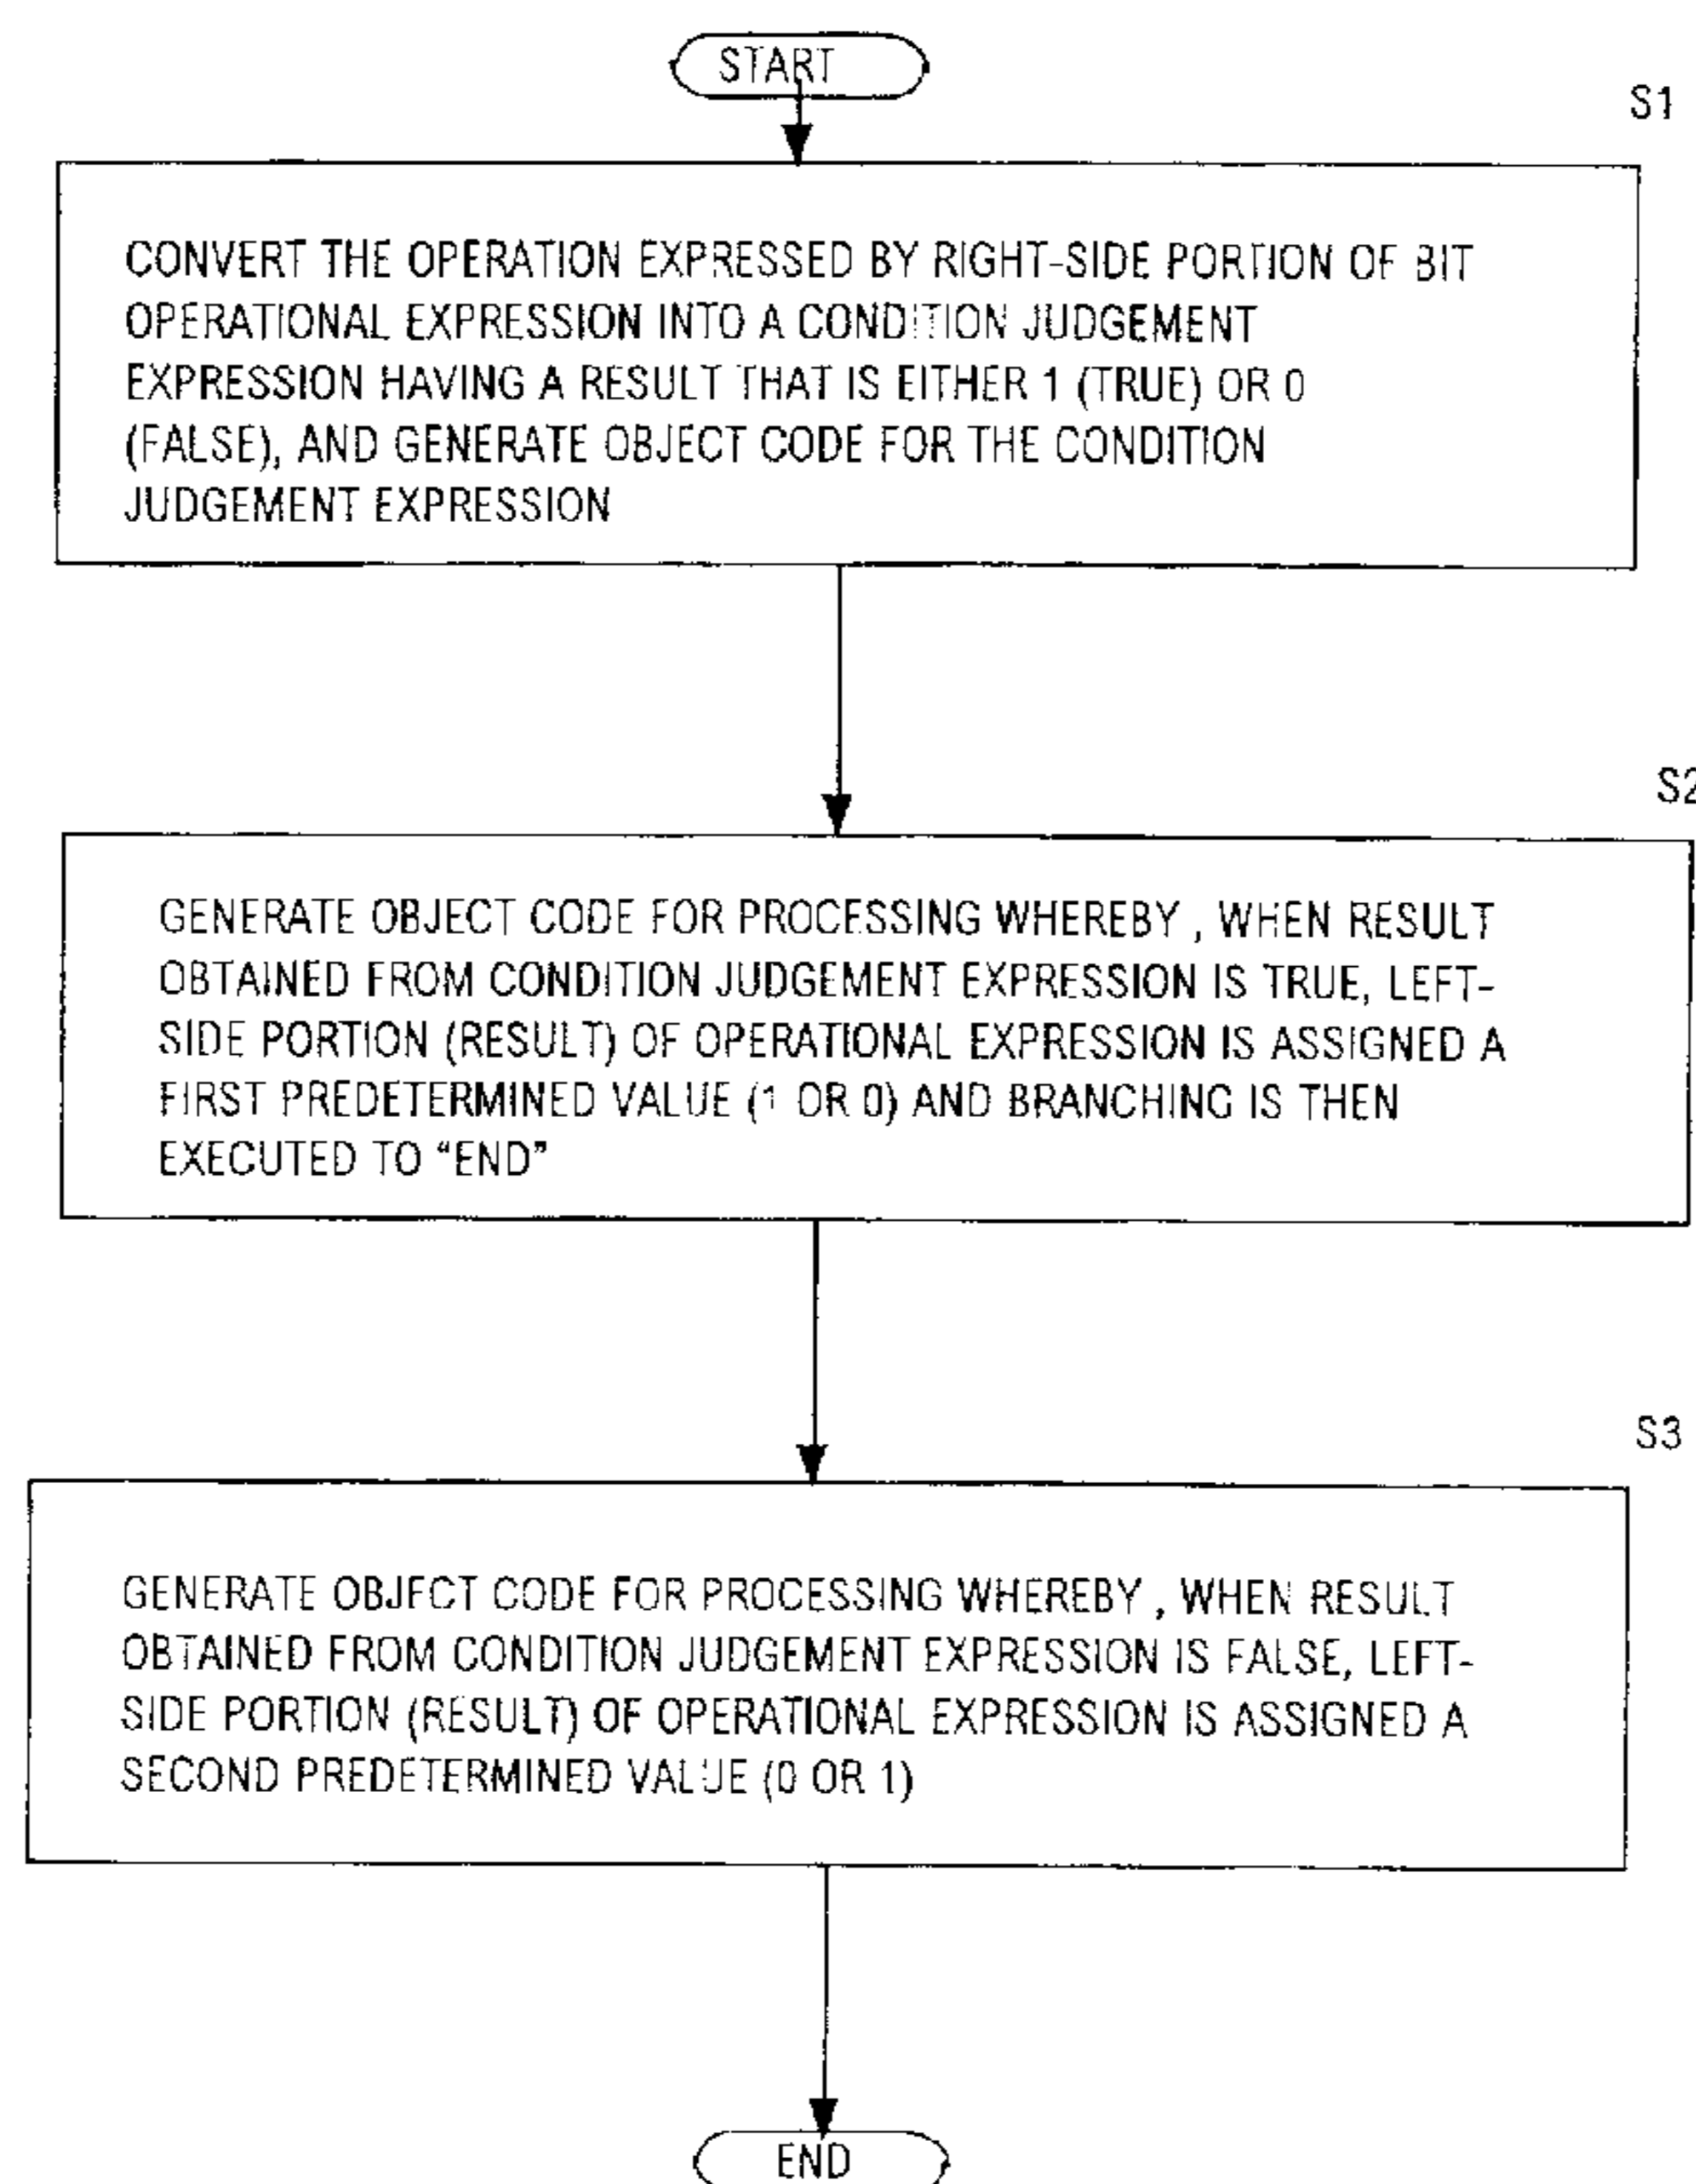 START
S1
CONVERT THE OPERATION EXPRESSED BY RIGHT-SIDE PORTION OF BIT
OPERATIONAL EXPRESSION INTO A CONDITION JUDGEMENT
EXPRESSION HAVING A RESULT THAT IS EITHER 1 (TRUE) OR 0
(FALSE), AND GENERATE OBJECT CODE FOR THE CONDITION
JUDGEMENT EXPRESSION
S2
GENERATE OBJECT CODE FOR PROCESSING WHEREBY , WHEN RESULT
OBTAINED FROM CONDITION JUDGEMENT EXPRESSION IS TRUE, LEFT-
SIDE PORTION (RESULT) OF OPERATIONAL EXPRESSION IS ASSIGNED A
FIRST PREDETERMINED VALUE (1 OR 0) AND BRANCHING IS THEN
EXECUTED TO “END”
S3
GENERATE OBJECT CODE FOR PROCESSING WHEREBY , WHEN RESULT
OBTAINED FROM CONDITION JUDGEMENT EXPRESSION IS FALSE, LEFT-
SIDE PORTION (RESULT) OF OPERATIONAL EXPRESSION IS ASSIGNED A
SECOND PREDETERMINED VALUE (0 OR 1)
END